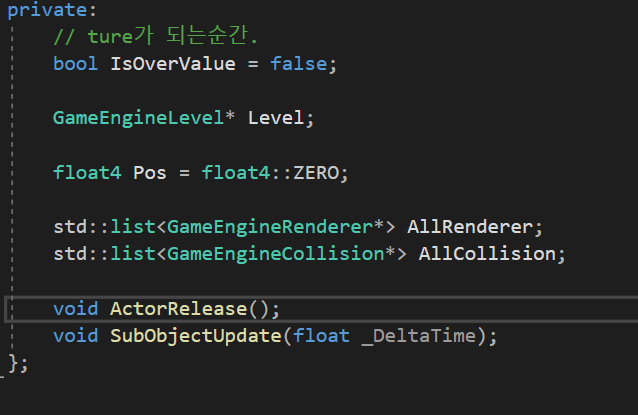 private:
// ture가 되는순간.
bool IsOverValue = false;
GameEngineLevel* Level;
float4 Pos = float4::ZERO;
std::list<GameEngineRenderer*> AllRenderer;
std::list<GameEngineCollision*> AllCollision;
void ActorRelease();
void SubObjectUpdate(float _DeltaTime);
};